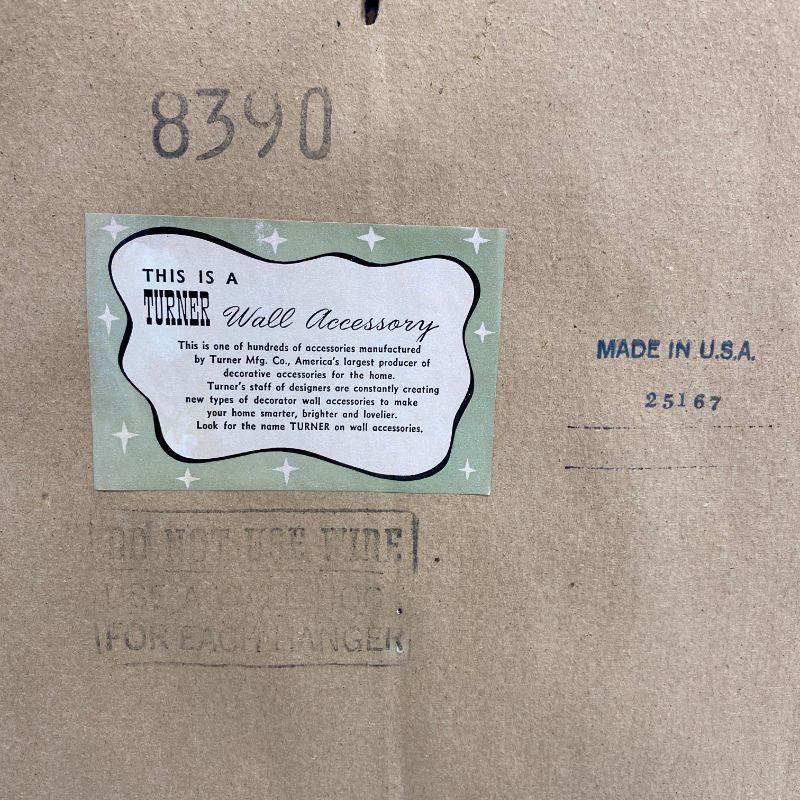 8390
THIS IS A
TURNER Wall Accessory
This is one of hundreds of accessories manufactured
by Turner Mfg. Co., America's largest producer of
decorative accessories for the home.
Turner's staff of designers are constantly creating
new types of decorator wall accessories to make
your home smarter, brighter and lovelier.
Look for the name TURNER on wall accessories.
MADE IN U.S.A.
25167
DO NOT USE WIRE
USE A
FOR EACH HANGER